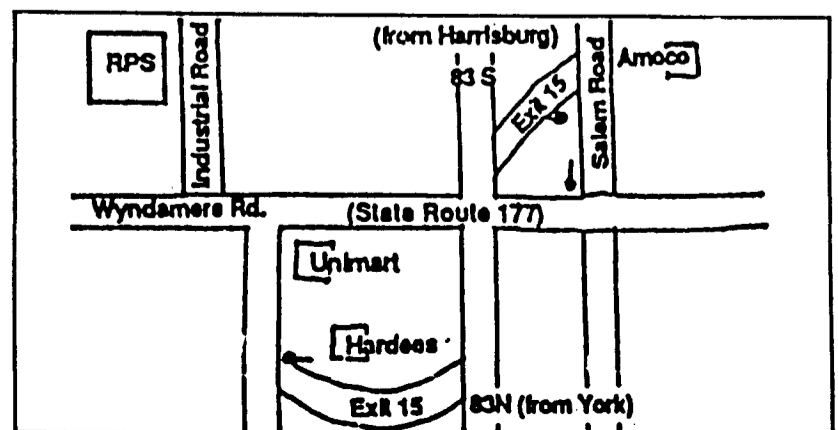 (from Harrisburg)
RPS
Industrial Road
83 S
Exit 15
Salem Road
Amoco
Wyndamere Rd.
(State Route 177)
Unimart
Hardees
Exit 15
83N (from York)